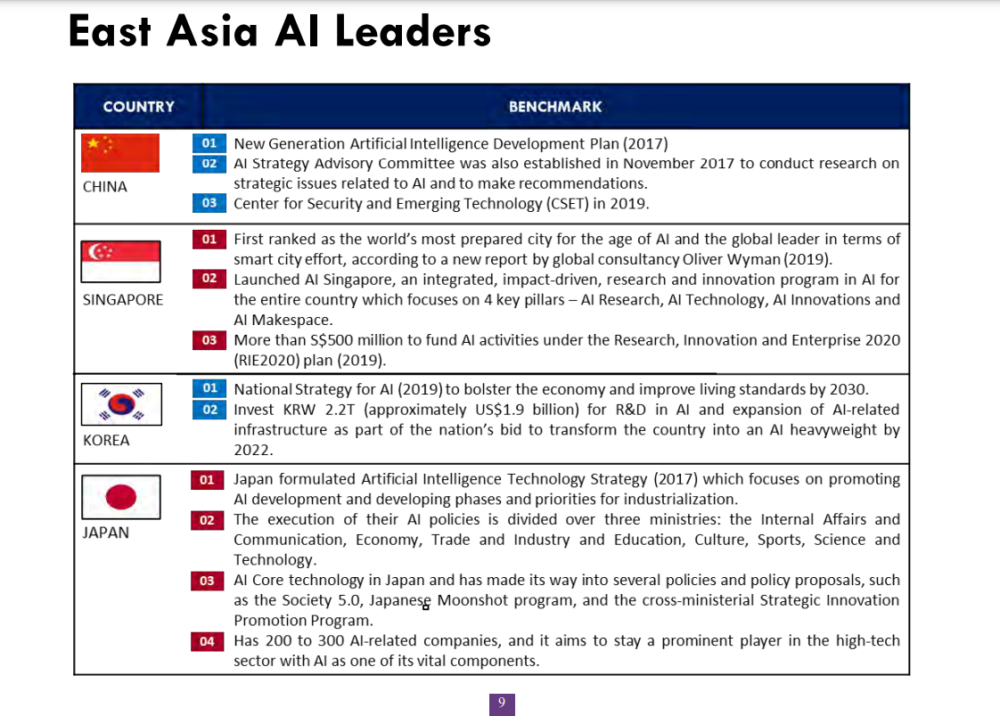 East Asia AI Leaders
COUNTRY
BENCHMARK
CHINA
01 New Generation Artificial Intelligence Development Plan (2017)
02 AI Strategy Advisory Committee was also established in November 2017 to conduct research on
strategic issues related to AI and to make recommendations.
03 Center for Security and Emerging Technology (CSET) in 2019.
SINGAPORE
01 First ranked as the world's most prepared city for the age of AI and the global leader in terms of
smart city effort, according to a new report by global consultancy Oliver Wyman (2019).
02 Launched AI Singapore, an integrated, impact-driven, research and innovation program in AI for
the entire country which focuses on 4 key pillars – AI Research, AI Technology, AI Innovations and
AI Makespace.
03 More than S$500 million to fund AI activities under the Research, Innovation and Enterprise 2020
(RIE2020) plan (2019).
KOREA
01 National Strategy for AI (2019) to bolster the economy and improve living standards by 2030.
02 Invest KRW 2.2T (approximately US$1.9 billion) for R&D in AI and expansion of AI-related
infrastructure as part of the nation's bid to transform the country into an AI heavyweight by
2022.
JAPAN
01 Japan formulated Artificial Intelligence Technology Strategy (2017) which focuses on promoting
AI development and developing phases and priorities for industrialization.
02 The execution of their AI policies is divided over three ministries: the Internal Affairs and
Communication, Economy, Trade and Industry and Education, Culture, Sports, Science and
Technology.
03 AI Core technology in Japan and has made its way into several policies and policy proposals, such
as the Society 5.0, Japanese Moonshot program, and the cross-ministerial Strategic Innovation
Promotion Program.
04 Has 200 to 300 AI-related companies, and it aims to stay a prominent player in the high-tech
sector with AI as one of its vital components.
9